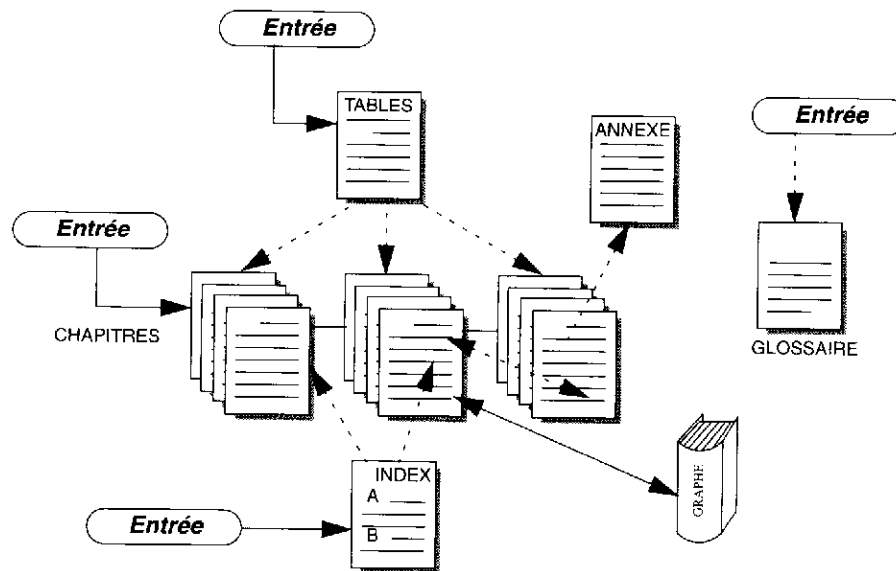 Entrée
TABLES
ANNEXE
Entrée
Entrée
CHAPITRES
GLOSSAIRE
INDEX
A
B
Entrée
GRAPHE